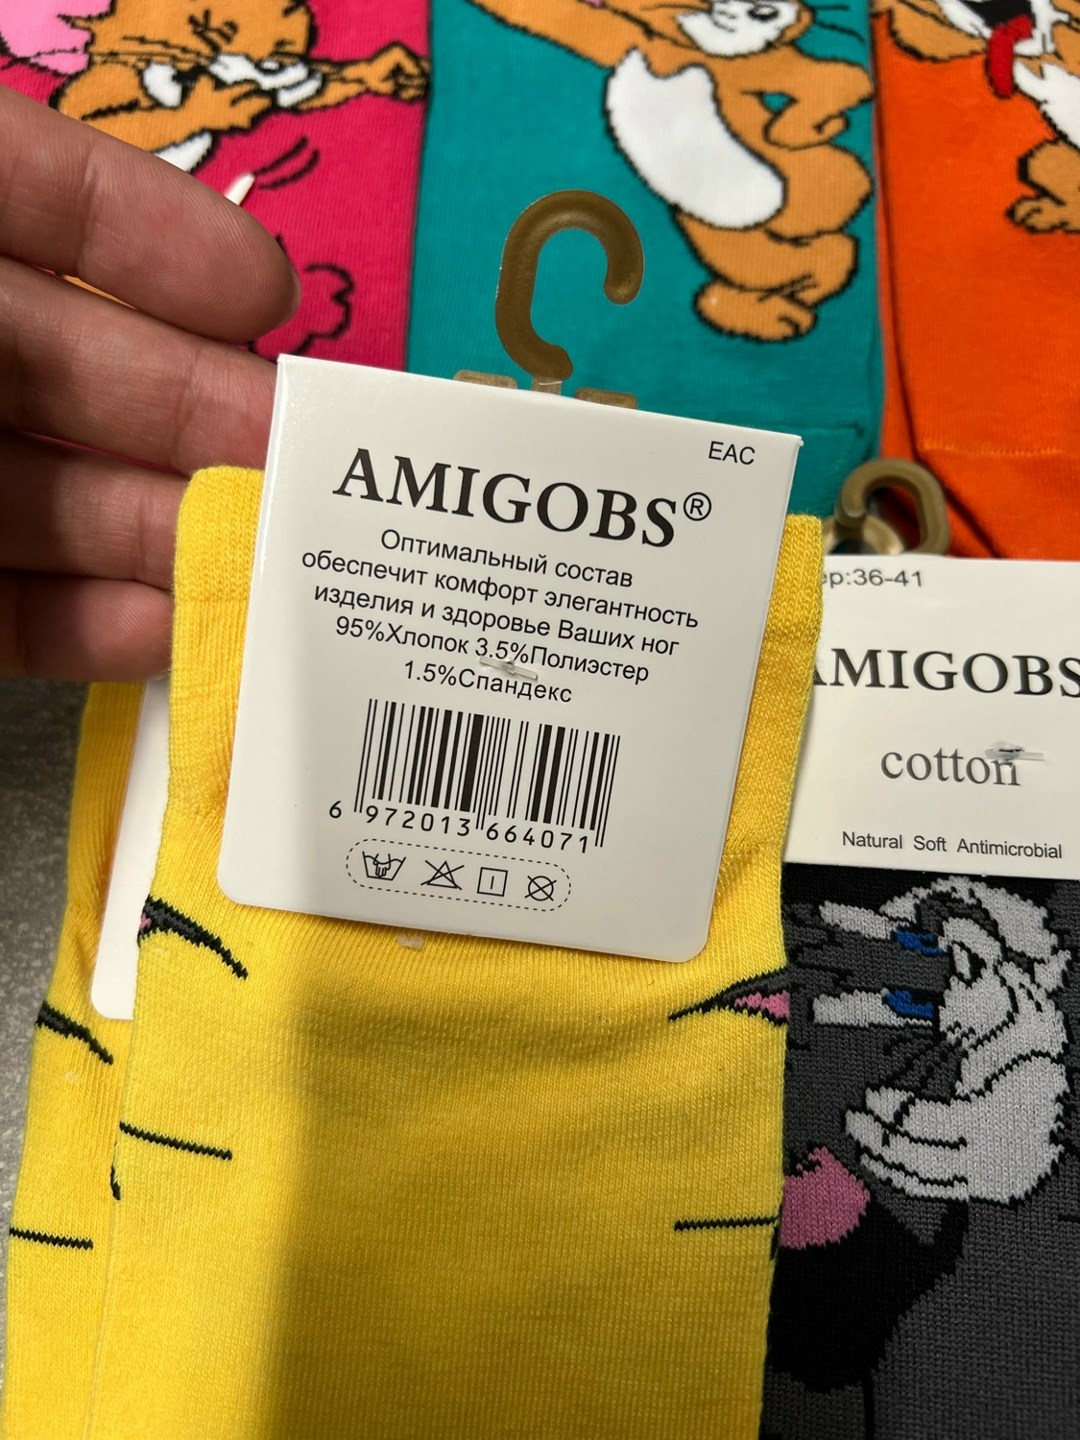 EAC
AMIGOBS®
Оптимальный состав
обеспечит комфорт элегантность
изделия и здоровье Ваших ног
95%Хлопок 3.5%Полиэстер
1.5%Спандекс
6 972013 664071
:36-41
AMIGOBS
cotton
Natural Soft Antimicrobial